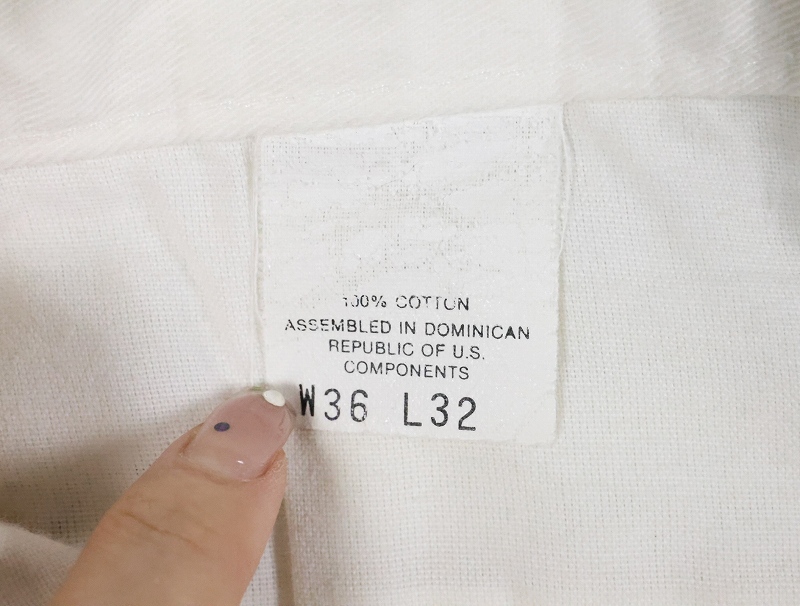 100% COTTON
ASSEMBLED IN DOMINICAN
REPUBLIC OF U.S.
COMPONENTS
W36 L32